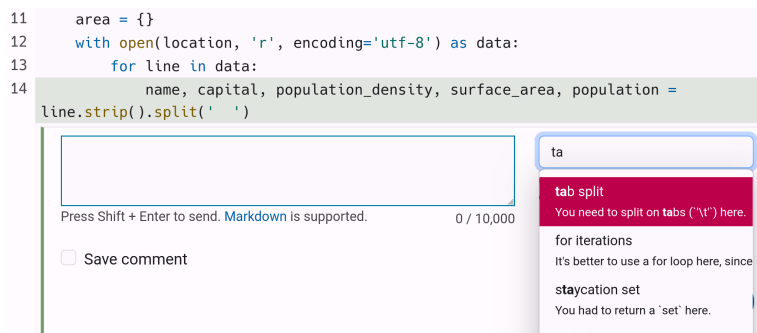 11 area = {}
12 with open(location, 'r', encoding='utf-8') as data:
13 for line in data:
14 name, capital, population_density, surface_area, population =
line.strip().split('  ')
ta
tab split
Press Shift + Enter to send. Markdown is supported.
0 / 10,000
You need to split on tabs (`'\t'`) here.
for iterations
Save comment
It's better to use a for loop here, since
staycation set
You had to return a `set` here.